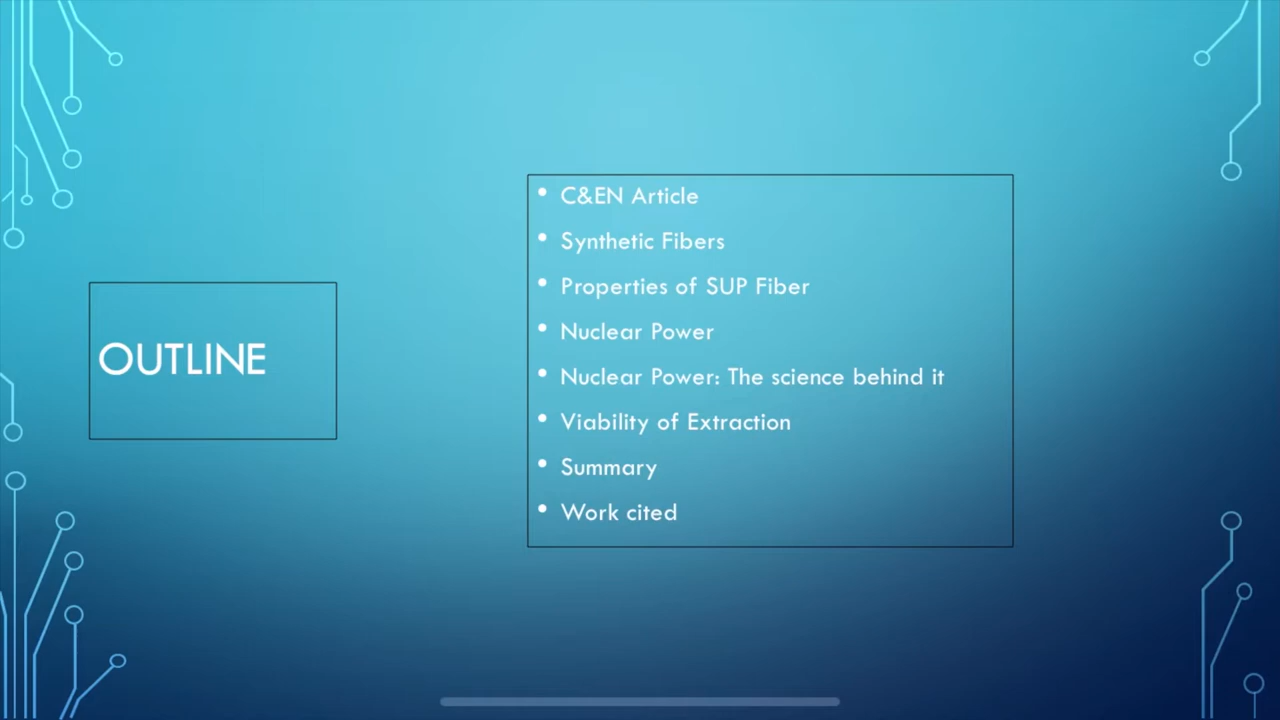 OUTLINE
• C&EN Article
• Synthetic Fibers
• Properties of SUP Fiber
• Nuclear Power
• Nuclear Power: The science behind it
• Viability of Extraction
• Summary
• Work cited